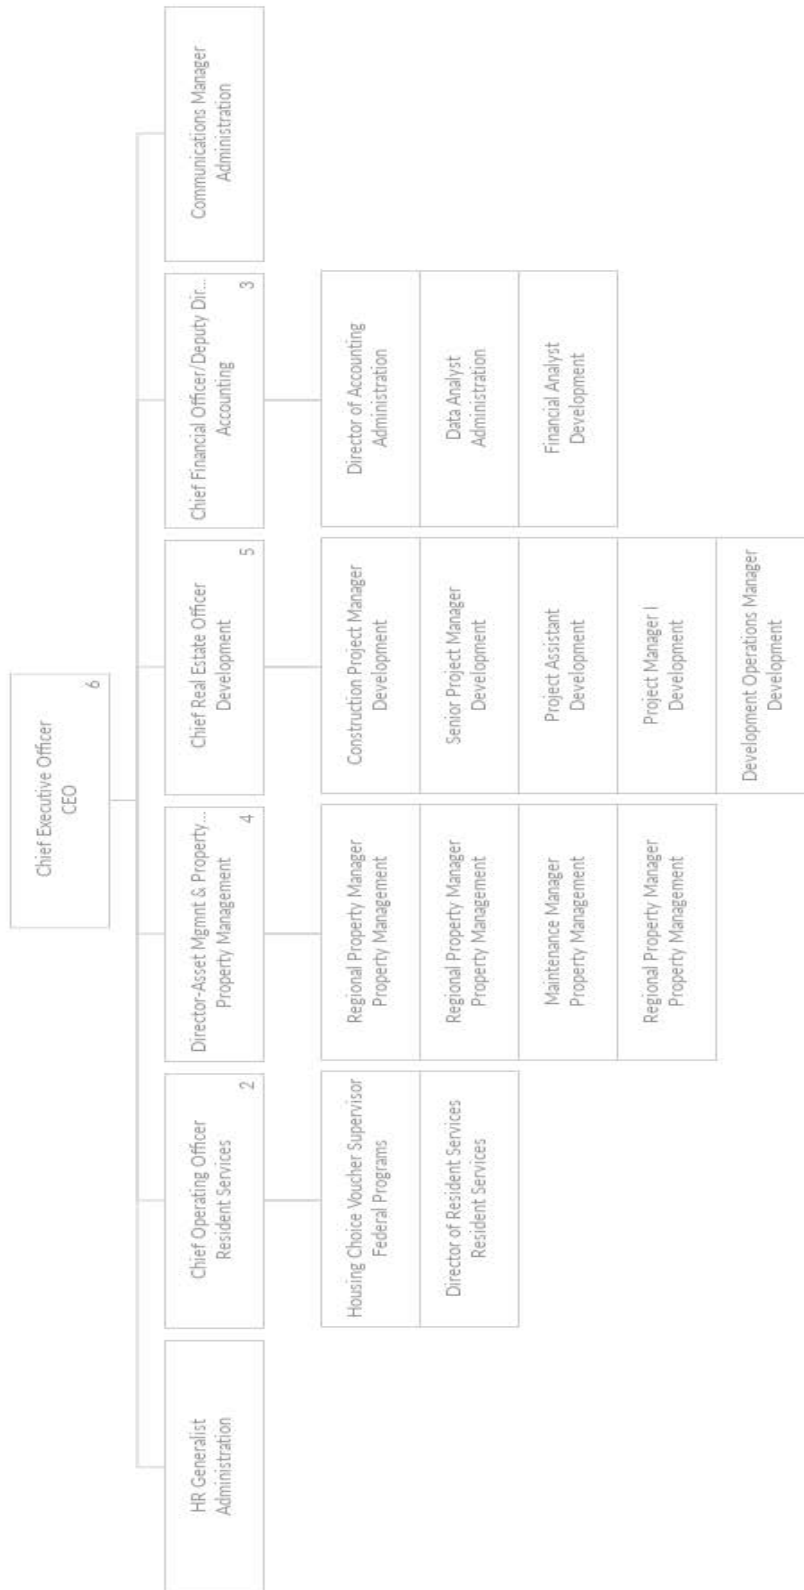 Chief Executive Officer
CEO
6
HR Generalist
Administration
Chief Operating Officer
Resident Services
2
Director-Asset Mgmnt & Property...
Property Management
4
Chief Real Estate Officer
Development
5
Chief Financial Officer/Deputy Dir...
Accounting
3
Communications Manager
Administration
Housing Choice Voucher Supervisor
Federal Programs
Director of Resident Services
Resident Services
Regional Property Manager
Property Management
Regional Property Manager
Property Management
Maintenance Manager
Property Management
Regional Property Manager
Property Management
Construction Project Manager
Development
Senior Project Manager
Development
Project Assistant
Development
Project Manager I
Development
Development Operations Manager
Development
Director of Accounting
Administration
Data Analyst
Administration
Financial Analyst
Development